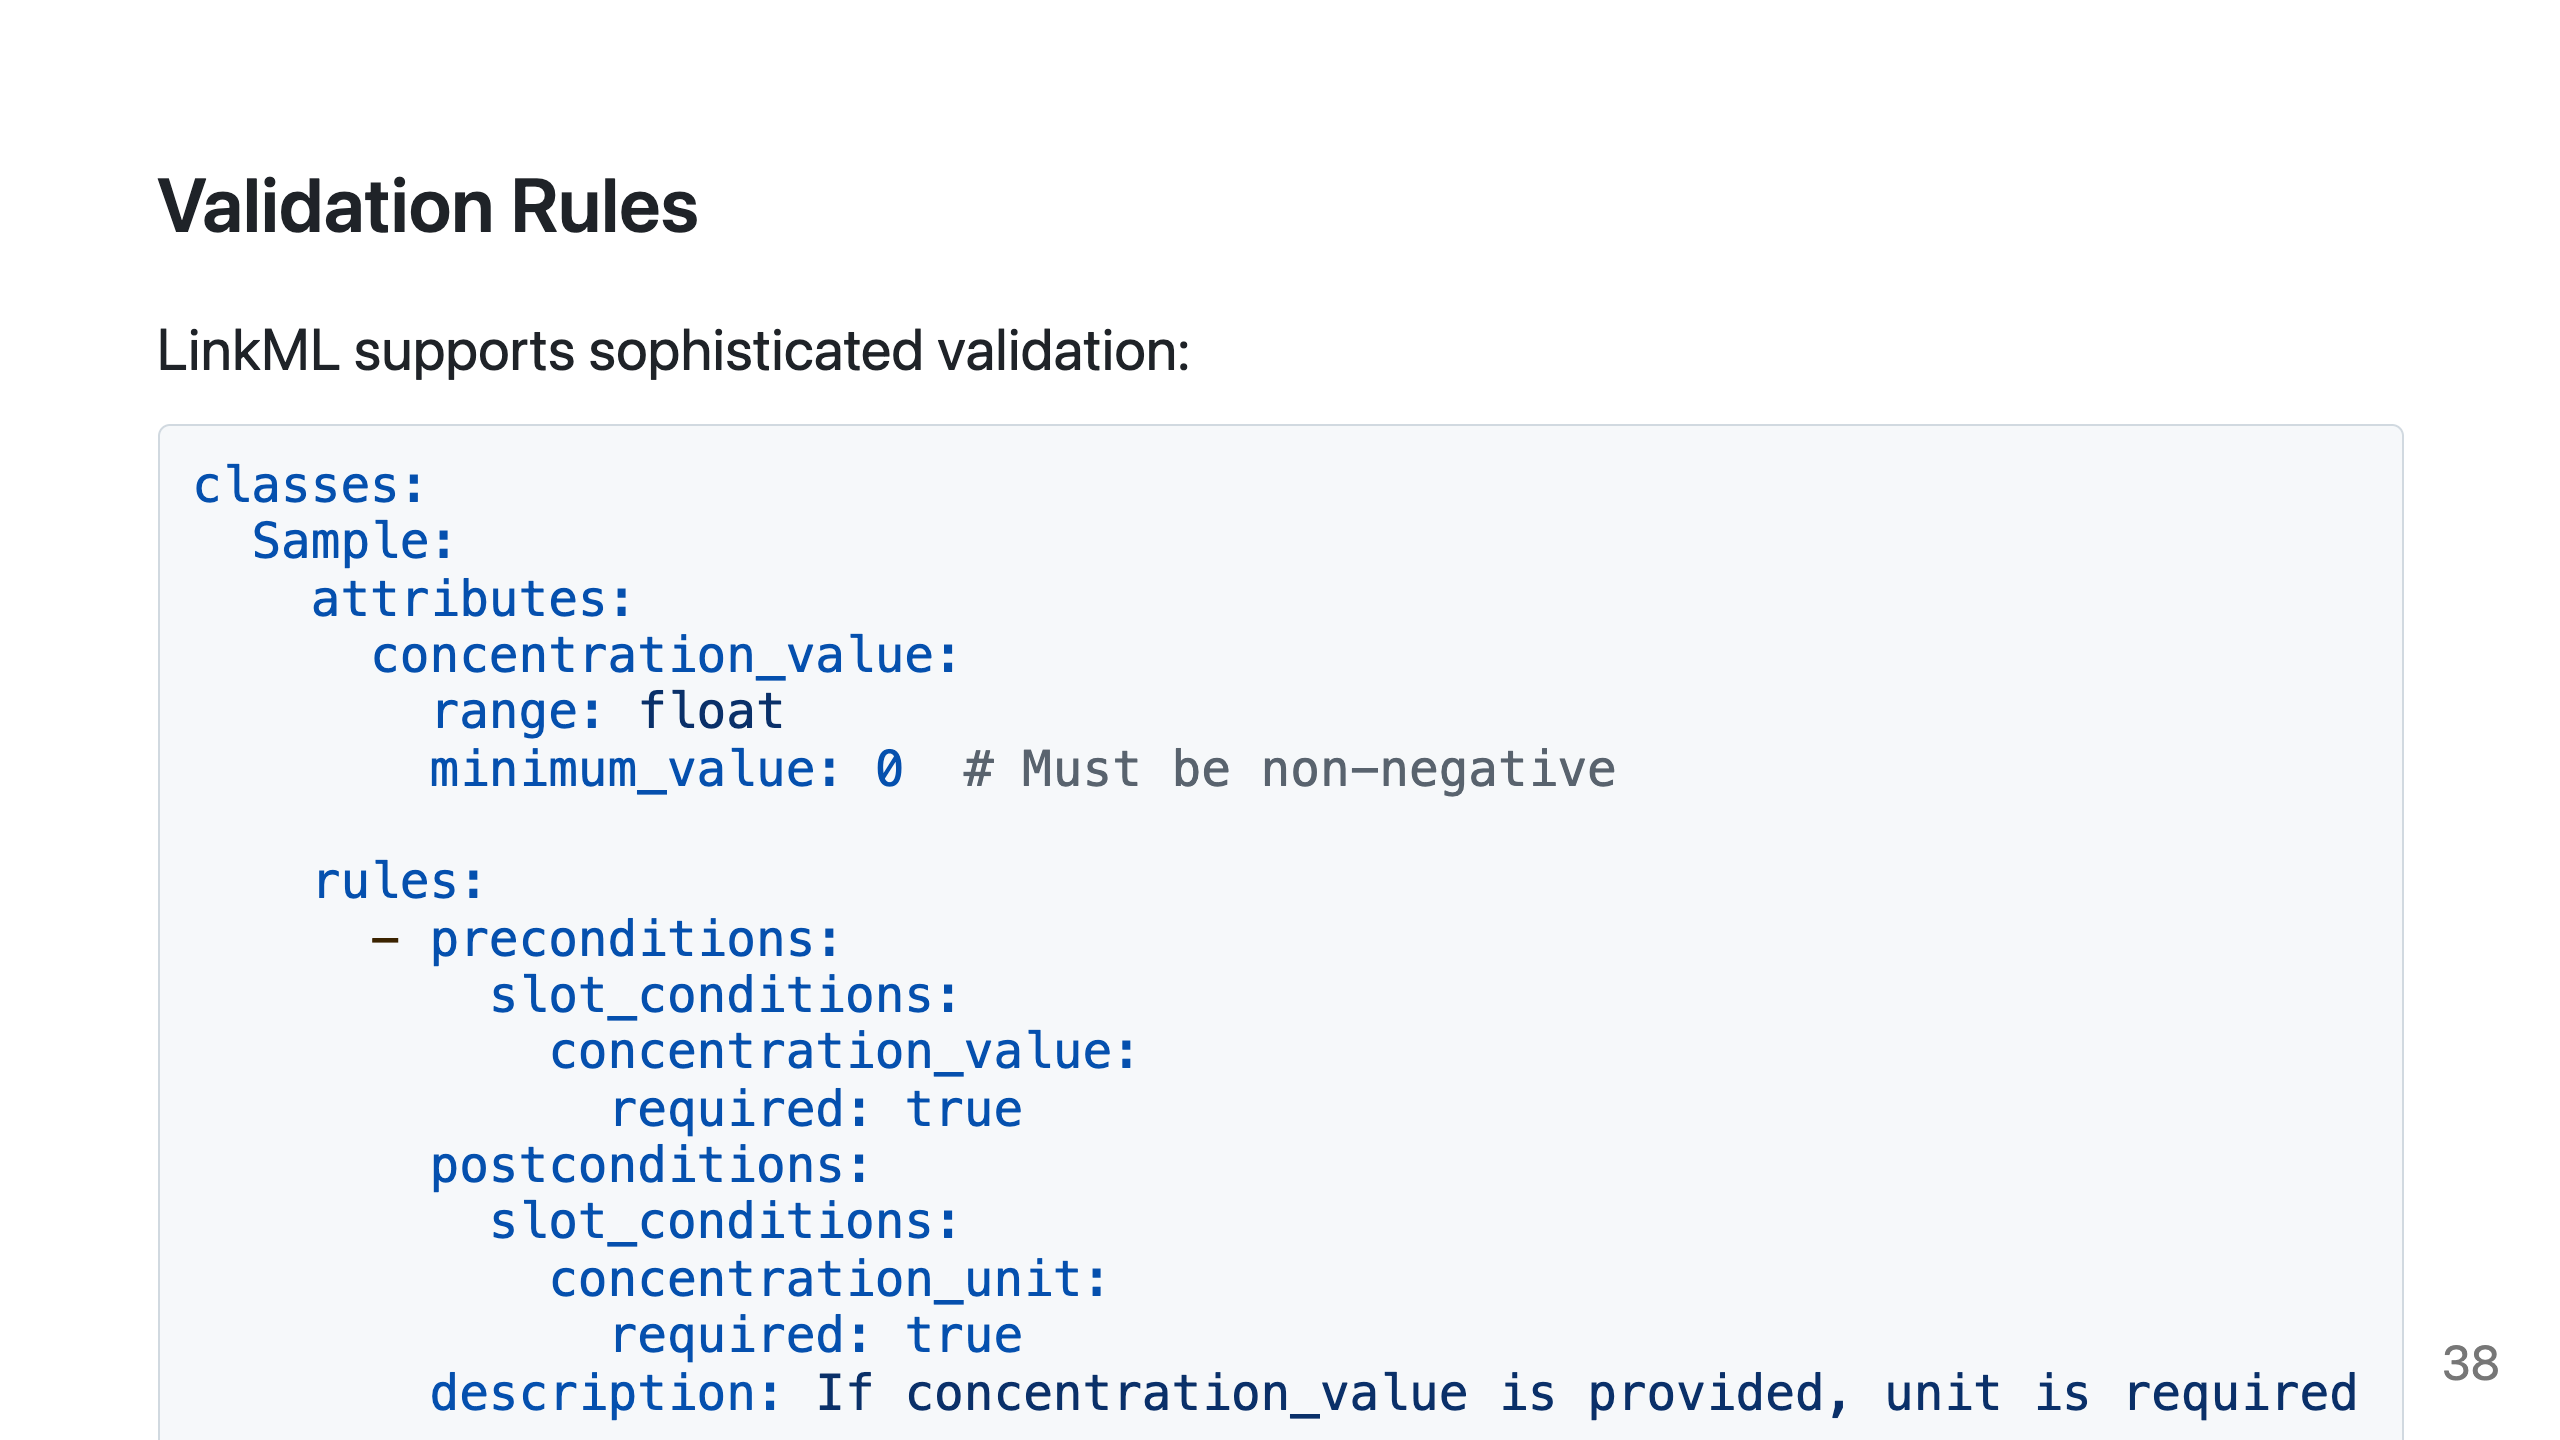 Validation Rules
LinkML supports sophisticated validation:
classes:
  Sample:
    attributes:
      concentration_value:
        range: float
        minimum_value: 0  # Must be non-negative

    rules:
      - preconditions:
          slot_conditions:
            concentration_value:
              required: true
        postconditions:
          slot_conditions:
            concentration_unit:
              required: true
        description: If concentration_value is provided, unit is required
38